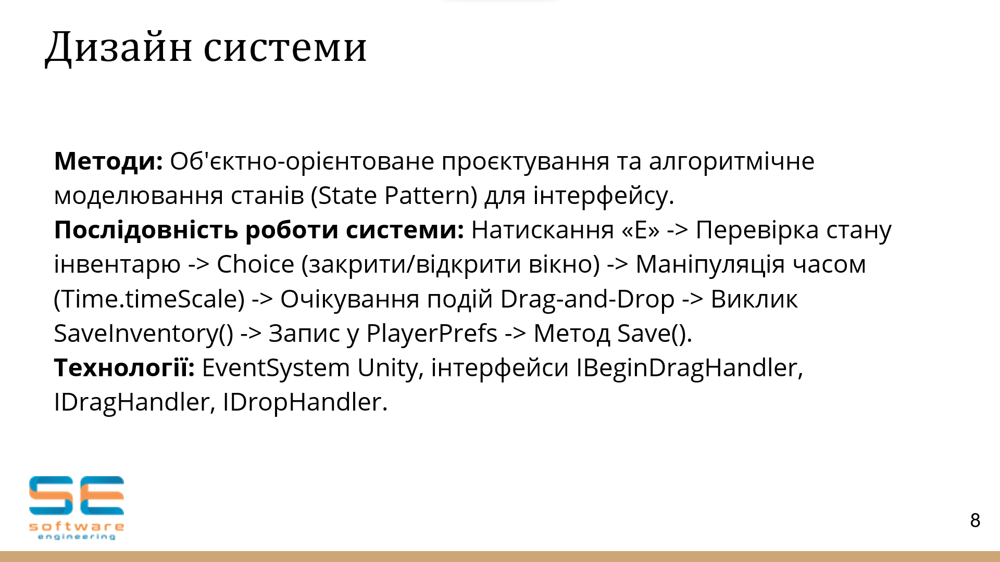 Дизайн системи
Методи: Об'єктно-орієнтоване проєктування та алгоритмічне
моделювання станів (State Pattern) для інтерфейсу.
Послідовність роботи системи: Натискання «E» -> Перевірка стану
інвентарю -> Choice (закрити/відкрити вікно) -> Маніпуляція часом
(Time.timeScale) -> Очікування подій Drag-and-Drop -> Виклик
SaveInventory() -> Запис у PlayerPrefs -> Метод Save().
Технології: EventSystem Unity, інтерфейси IBeginDragHandler,
IDragHandler, IDropHandler.
SE
software
engineering
8